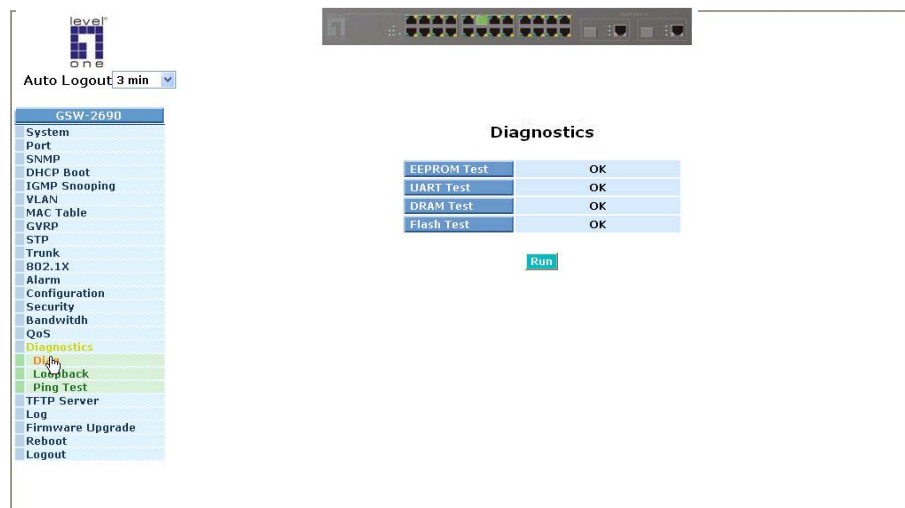 level
one
Auto Logout 3 min
GSW-2690
System
Port
SNMP
DHCP Boot
IGMP Snooping
VLAN
MAC Table
GVRP
STP
Trunk
802.1X
Alarm
Configuration
Security
Bandwitdh
QoS
Diagnostics
Diag
Loopback
Ping Test
TFTP Server
Log
Firmware Upgrade
Reboot
Logout
Diagnostics
EEPROM Test OK
UART Test OK
DRAM Test OK
Flash Test OK
Run